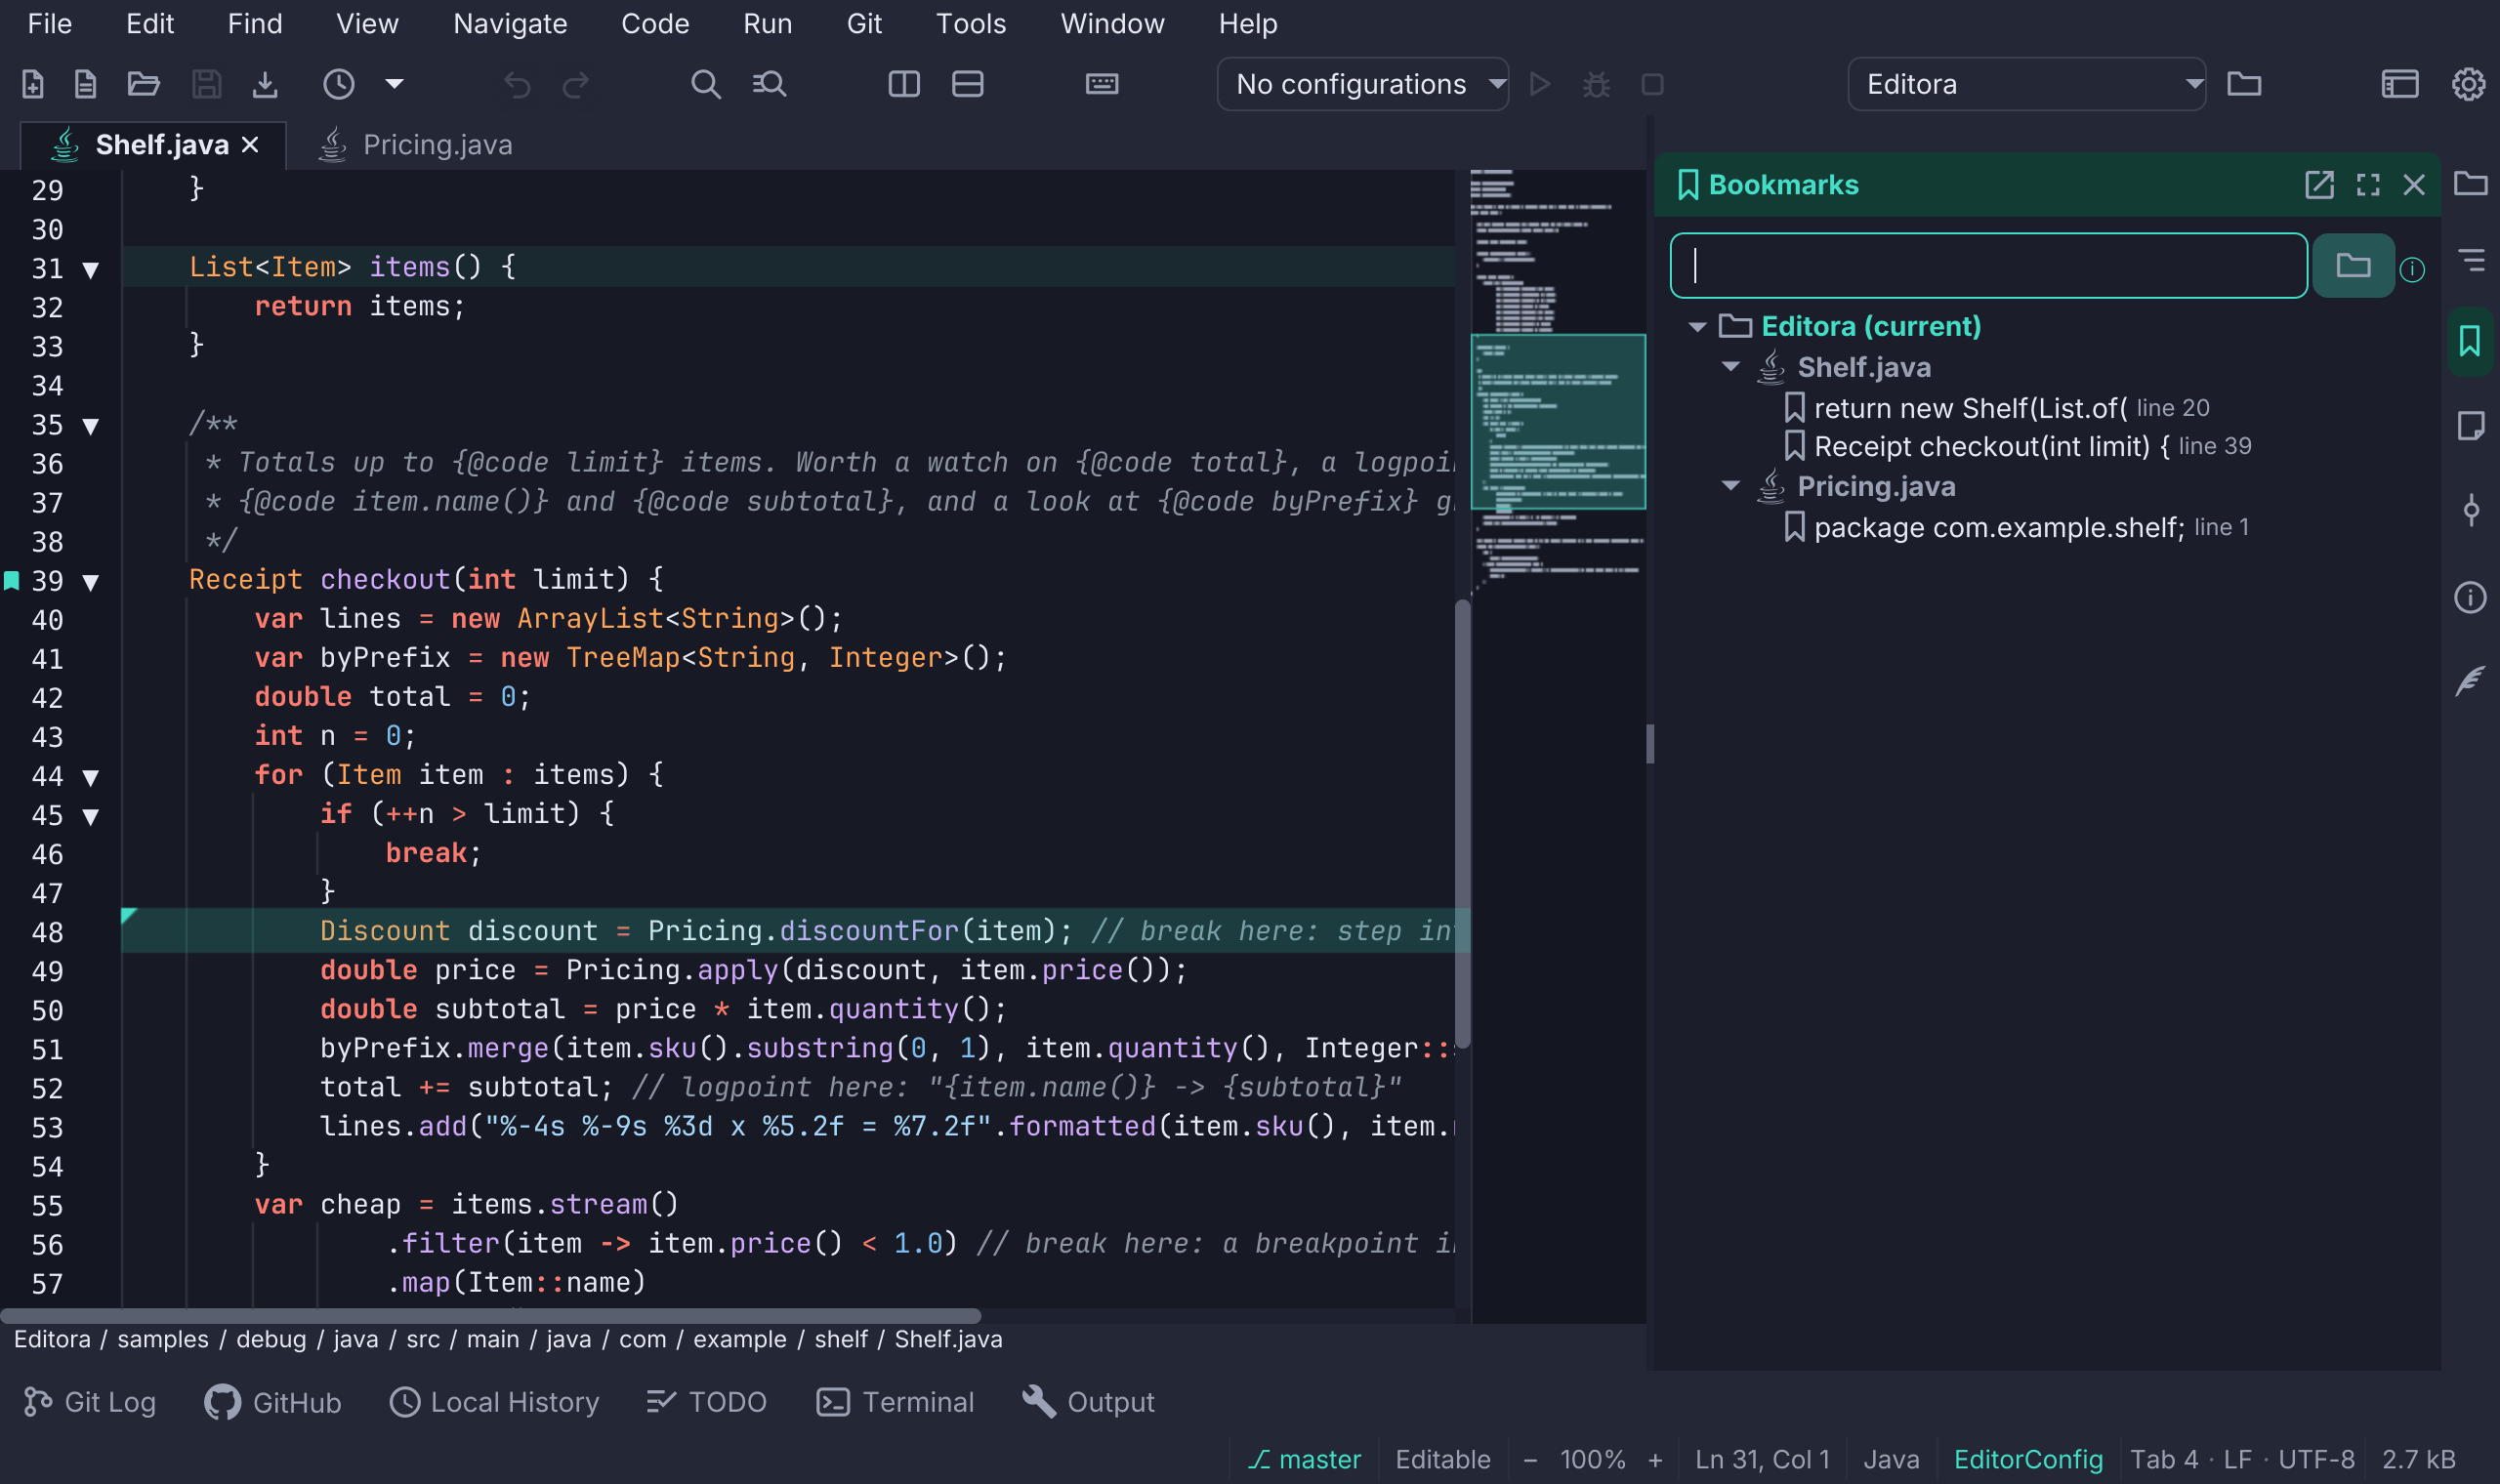 File Edit Find View Navigate Code Run Git Tools Window Help
No configurations Editora
Shelf.java Pricing.java
29 }
30
31 List<Item> items() {
32 return items;
33 }
34
35 /**
36 * Totals up to {@code limit} items. Worth a watch on {@code total}, a
37 * {@code item.name()} and {@code subtotal}, and a look at {@code byPrefix}
38 */
39 Receipt checkout(int limit) {
40 var lines = new ArrayList<String>();
41 var byPrefix = new TreeMap<String, Integer>();
42 double total = 0;
43 int n = 0;
44 for (Item item : items) {
45 if (++n > limit) {
46 break;
47 }
48 Discount discount = Pricing.discountFor(item); // break here: step
49 double price = Pricing.apply(discount, item.price());
50 double subtotal = price * item.quantity();
51 byPrefix.merge(item.sku().substring(0, 1), item.quantity(), Integer::
52 total += subtotal; // logpoint here: "{item.name()} -> {subtotal}"
53 lines.add("%-4s %-9s %3d x %5.2f = %7.2f".formatted(item.sku(), item.
54 }
55 var cheap = items.stream()
56 .filter(item -> item.price() < 1.0) // break here: a breakpoint
57 .map(Item::name)
Editora / samples / debug / java / src / main / java / com / example / shelf / Shelf.java
Bookmarks
Editora (current)
Shelf.java
return new Shelf(List.of( line 20
Receipt checkout(int limit) { line 39
Pricing.java
package com.example.shelf; line 1
Git Log GitHub Local History TODO Terminal Output
master Editable − 100% + Ln 31, Col 1 Java EditorConfig Tab 4 · LF · UTF-8 2.7 kB